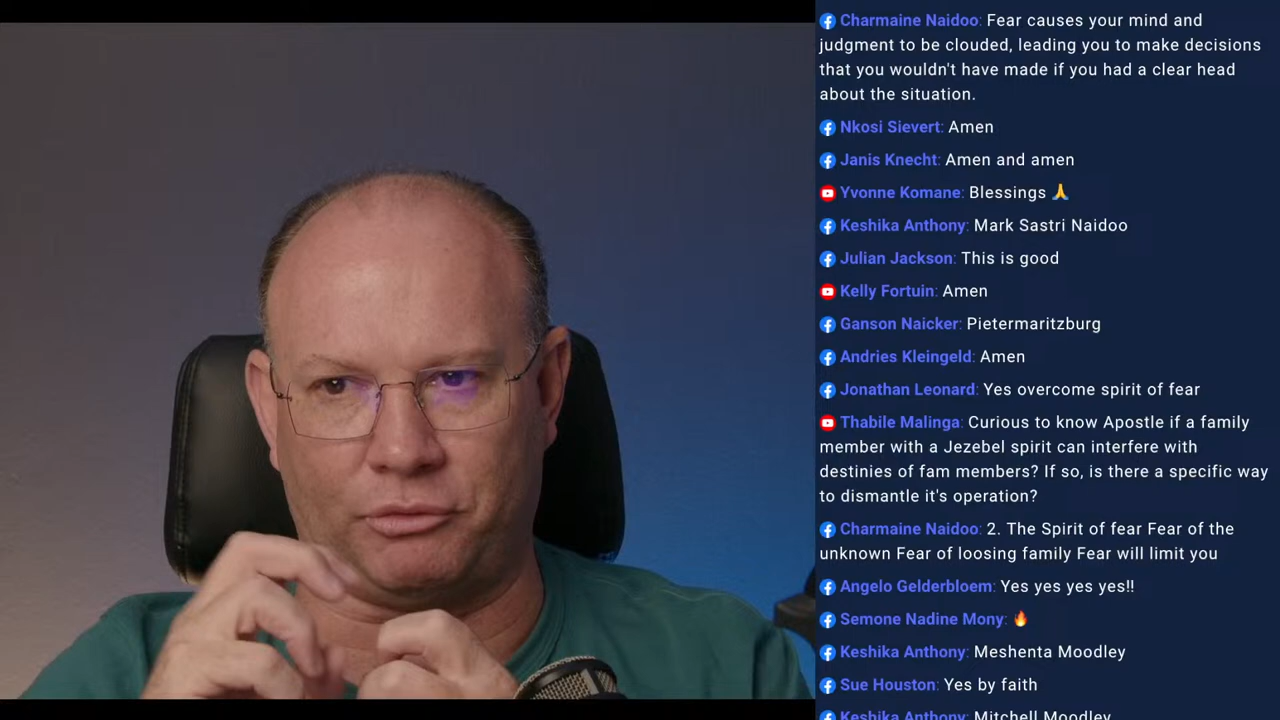 Charmaine Naidoo: Fear causes your mind and
judgment to be clouded, leading you to make decisions
that you wouldn't have made if you had a clear head
about the situation.
Nkosi Sievert: Amen
Janis Knecht: Amen and amen
Yvonne Komane: Blessings 🙏
Keshika Anthony: Mark Sastri Naidoo
Julian Jackson: This is good
Kelly Fortuin: Amen
Ganson Naicker: Pietermaritzburg
Andries Kleingeld: Amen
Jonathan Leonard: Yes overcome spirit of fear
Thabile Malinga: Curious to know Apostle if a family
member with a Jezebel spirit can interfere with
destinies of fam members? If so, is there a specific way
to dismantle it's operation?
Charmaine Naidoo: 2. The Spirit of fear Fear of the
unknown Fear of loosing family Fear will limit you
Angelo Gelderbloem: Yes yes yes yes!!
Semone Nadine Mony: 🔥
Keshika Anthony: Meshenta Moodley
Sue Houston: Yes by faith
Keshika Anthony: Mitchell Moodley